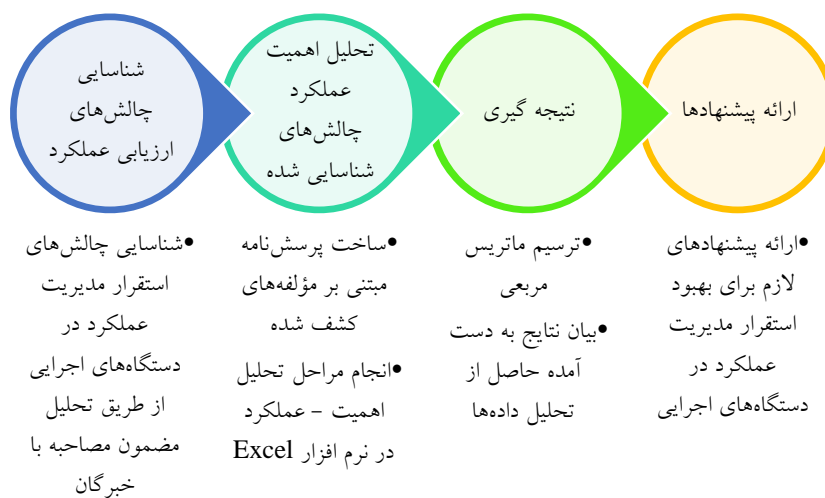 شناسایی
چالش‌های
ارزیابی عملکرد
تحلیل اهمیت
عملکرد
چالش‌های
شناسایی شده
نتیجه گیری
ارائه پیشنهادها
•شناسایی چالش‌های
استقرار مدیریت
عملکرد در
دستگاه‌های اجرایی
از طریق تحلیل
مضمون مصاحبه با
خبرگان
•ساخت پرسش‌نامه
مبتنی بر مؤلفه‌های
کشف شده
•انجام مراحل تحلیل
اهمیت – عملکرد
در نرم افزار Excel
•ترسیم ماتریس
مربعی
•بیان نتایج به دست
آمده حاصل از
تحلیل داده‌ها
•ارائه پیشنهادهای
لازم برای بهبود
استقرار مدیریت
عملکرد در
دستگاه‌های اجرایی